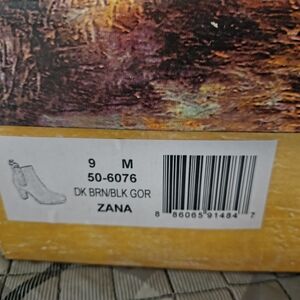 9 M
50-6076
DK BRN/BLK GOR
ZANA
8 86065 91484 7